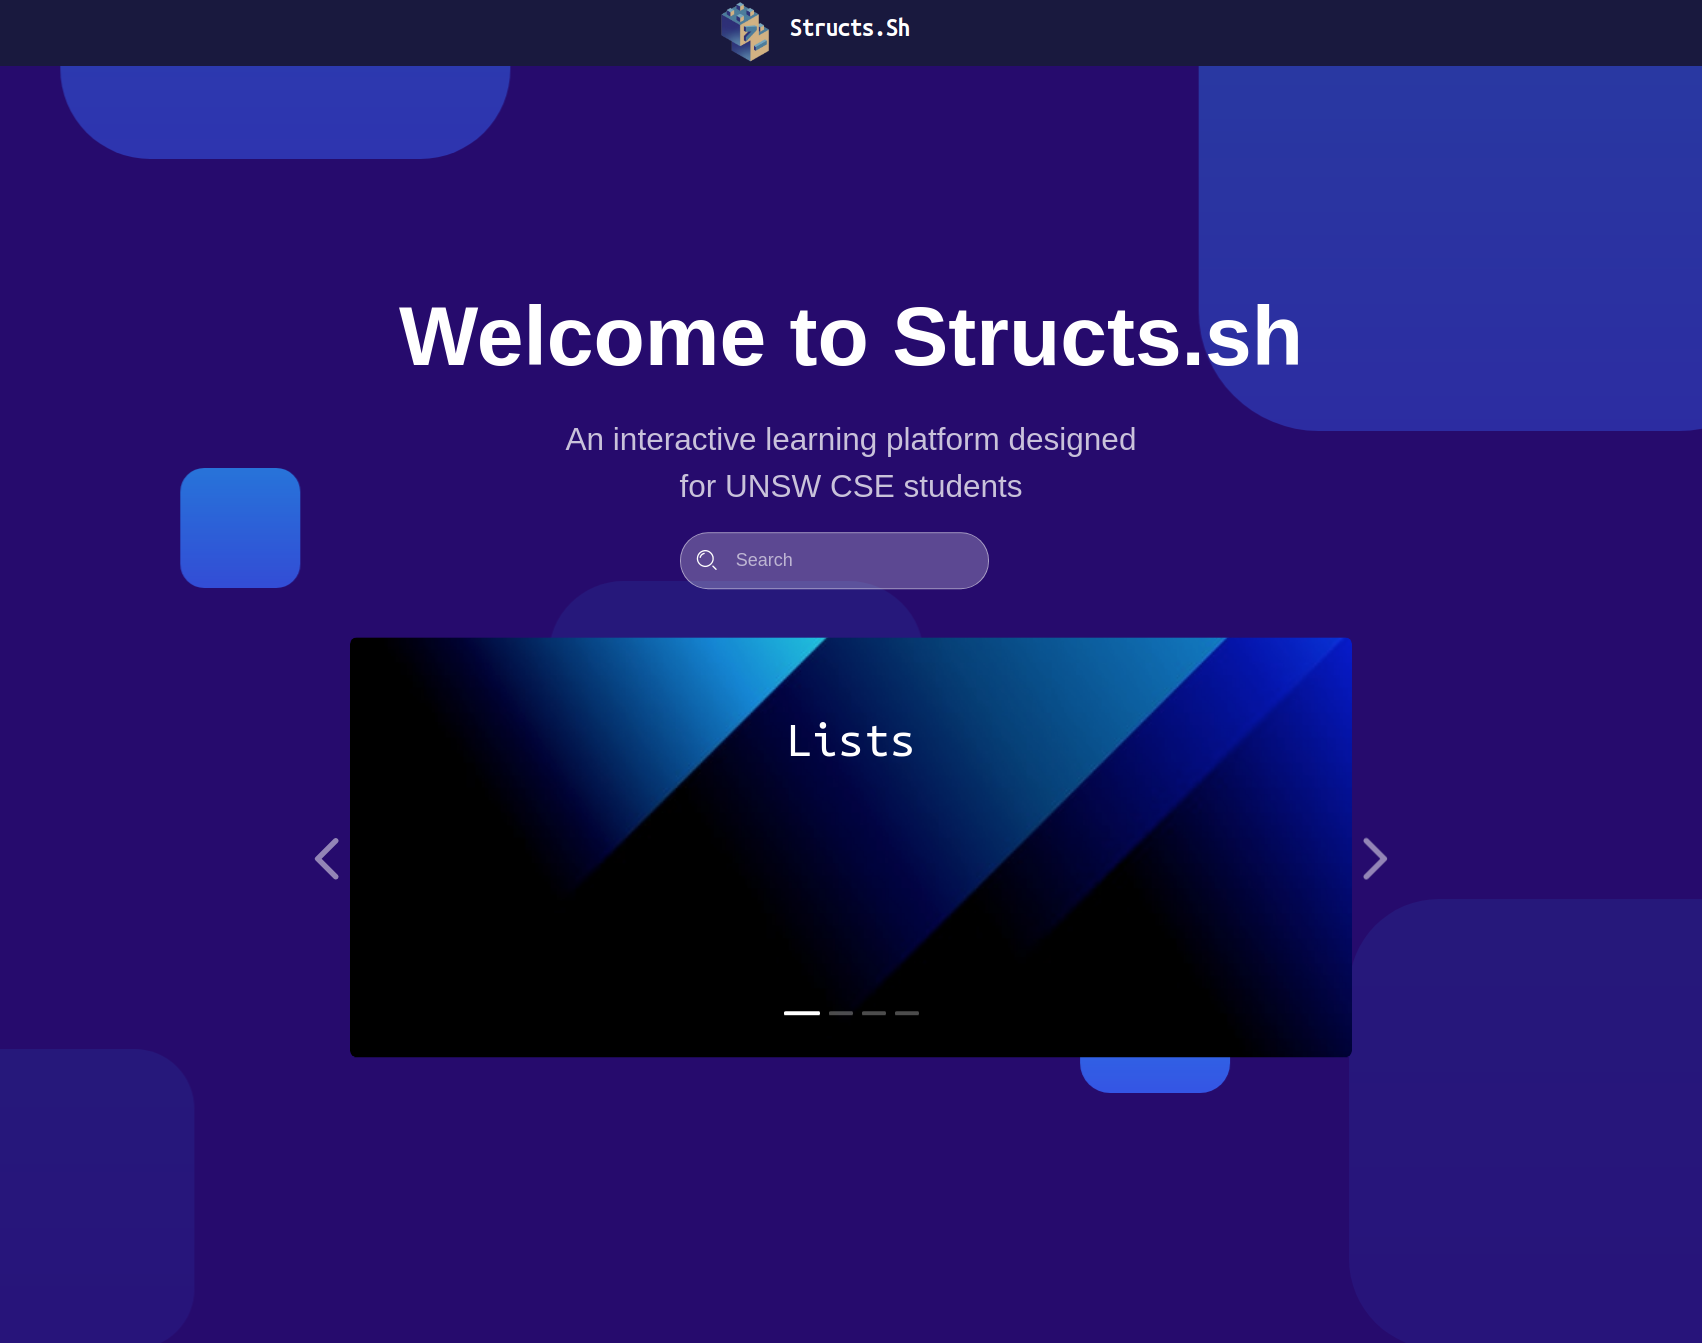 Structs.Sh
Welcome to Structs.sh
An interactive learning platform designed
for UNSW CSE students
Search
Lists